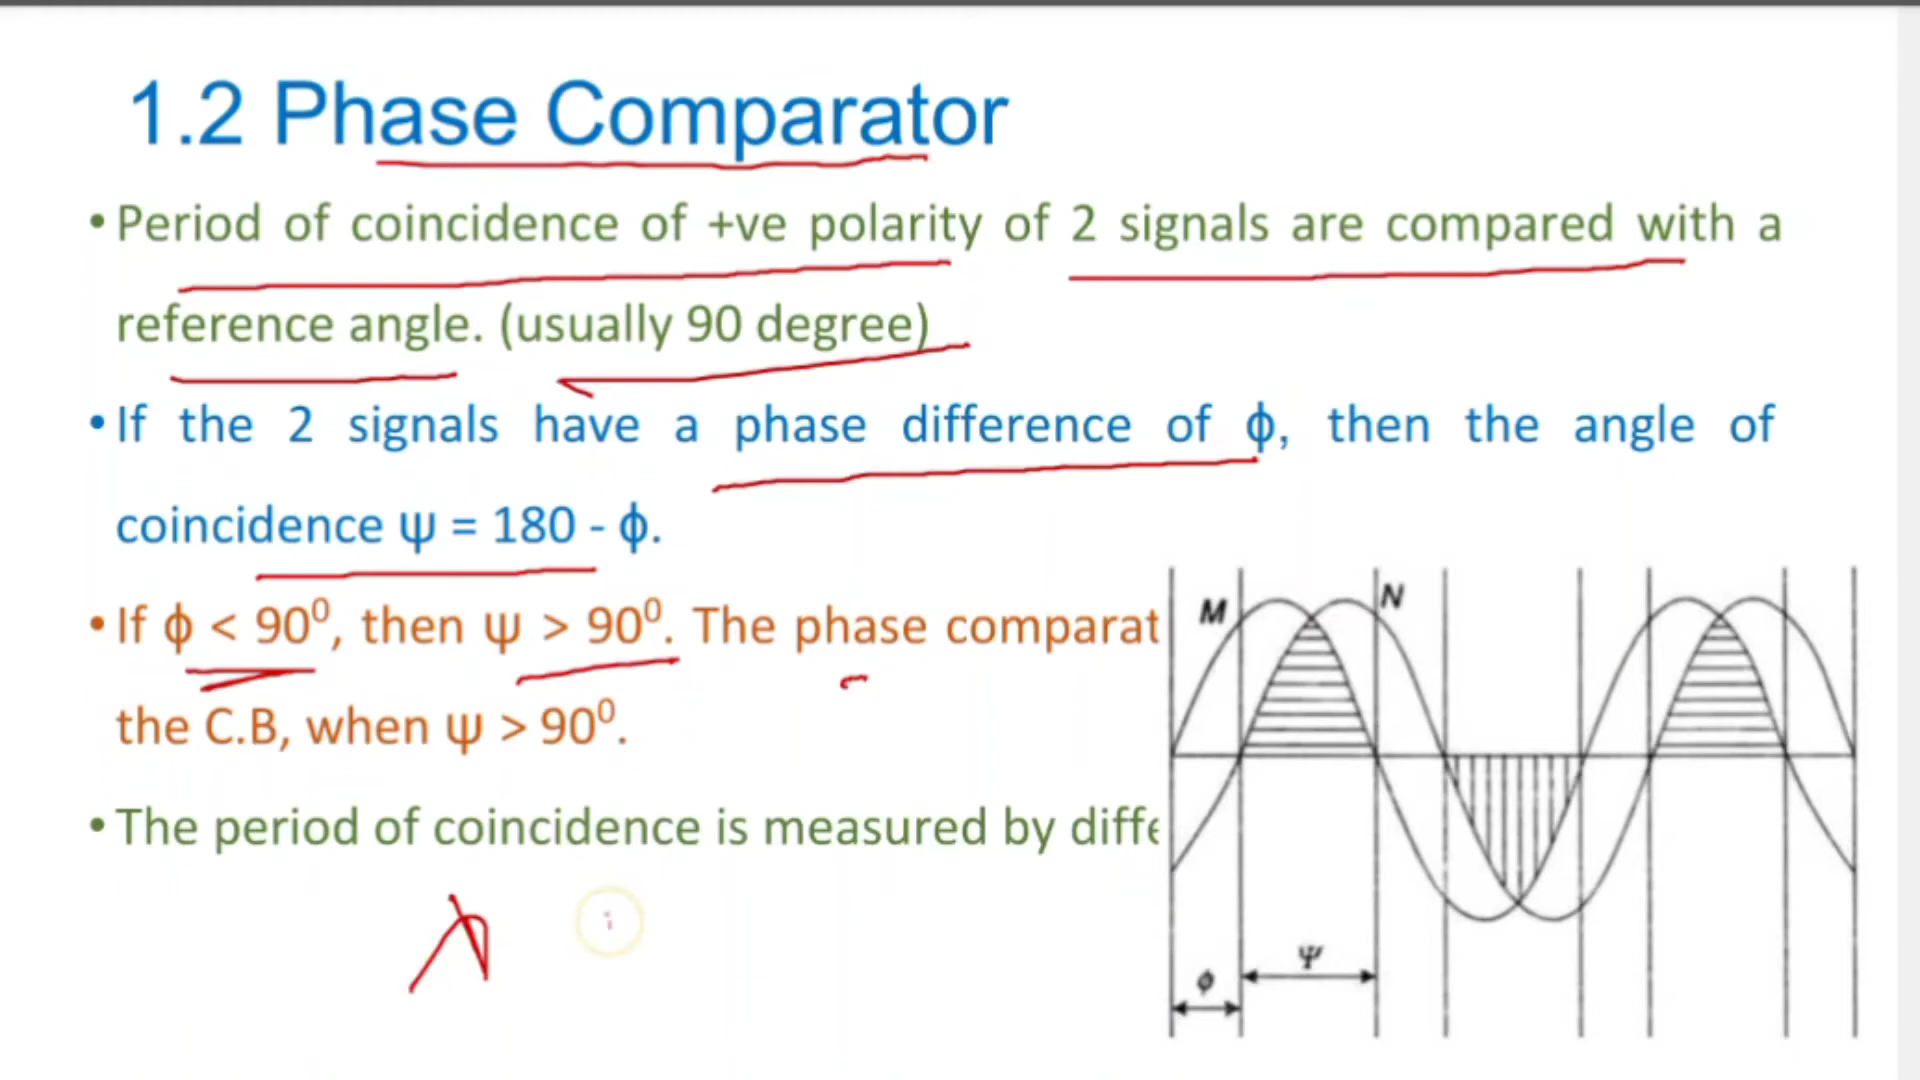 1.2 Phase Comparator
• Period of coincidence of +ve polarity of 2 signals are compared with a
reference angle. (usually 90 degree)
• If the 2 signals have a phase difference of ϕ, then the angle of
coincidence ψ = 180 - ϕ.
• If ϕ < 90⁰, then ψ > 90⁰. The phase comparat
the C.B, when ψ > 90⁰.
• The period of coincidence is measured by diffe
M
N
Ψ
ϕ